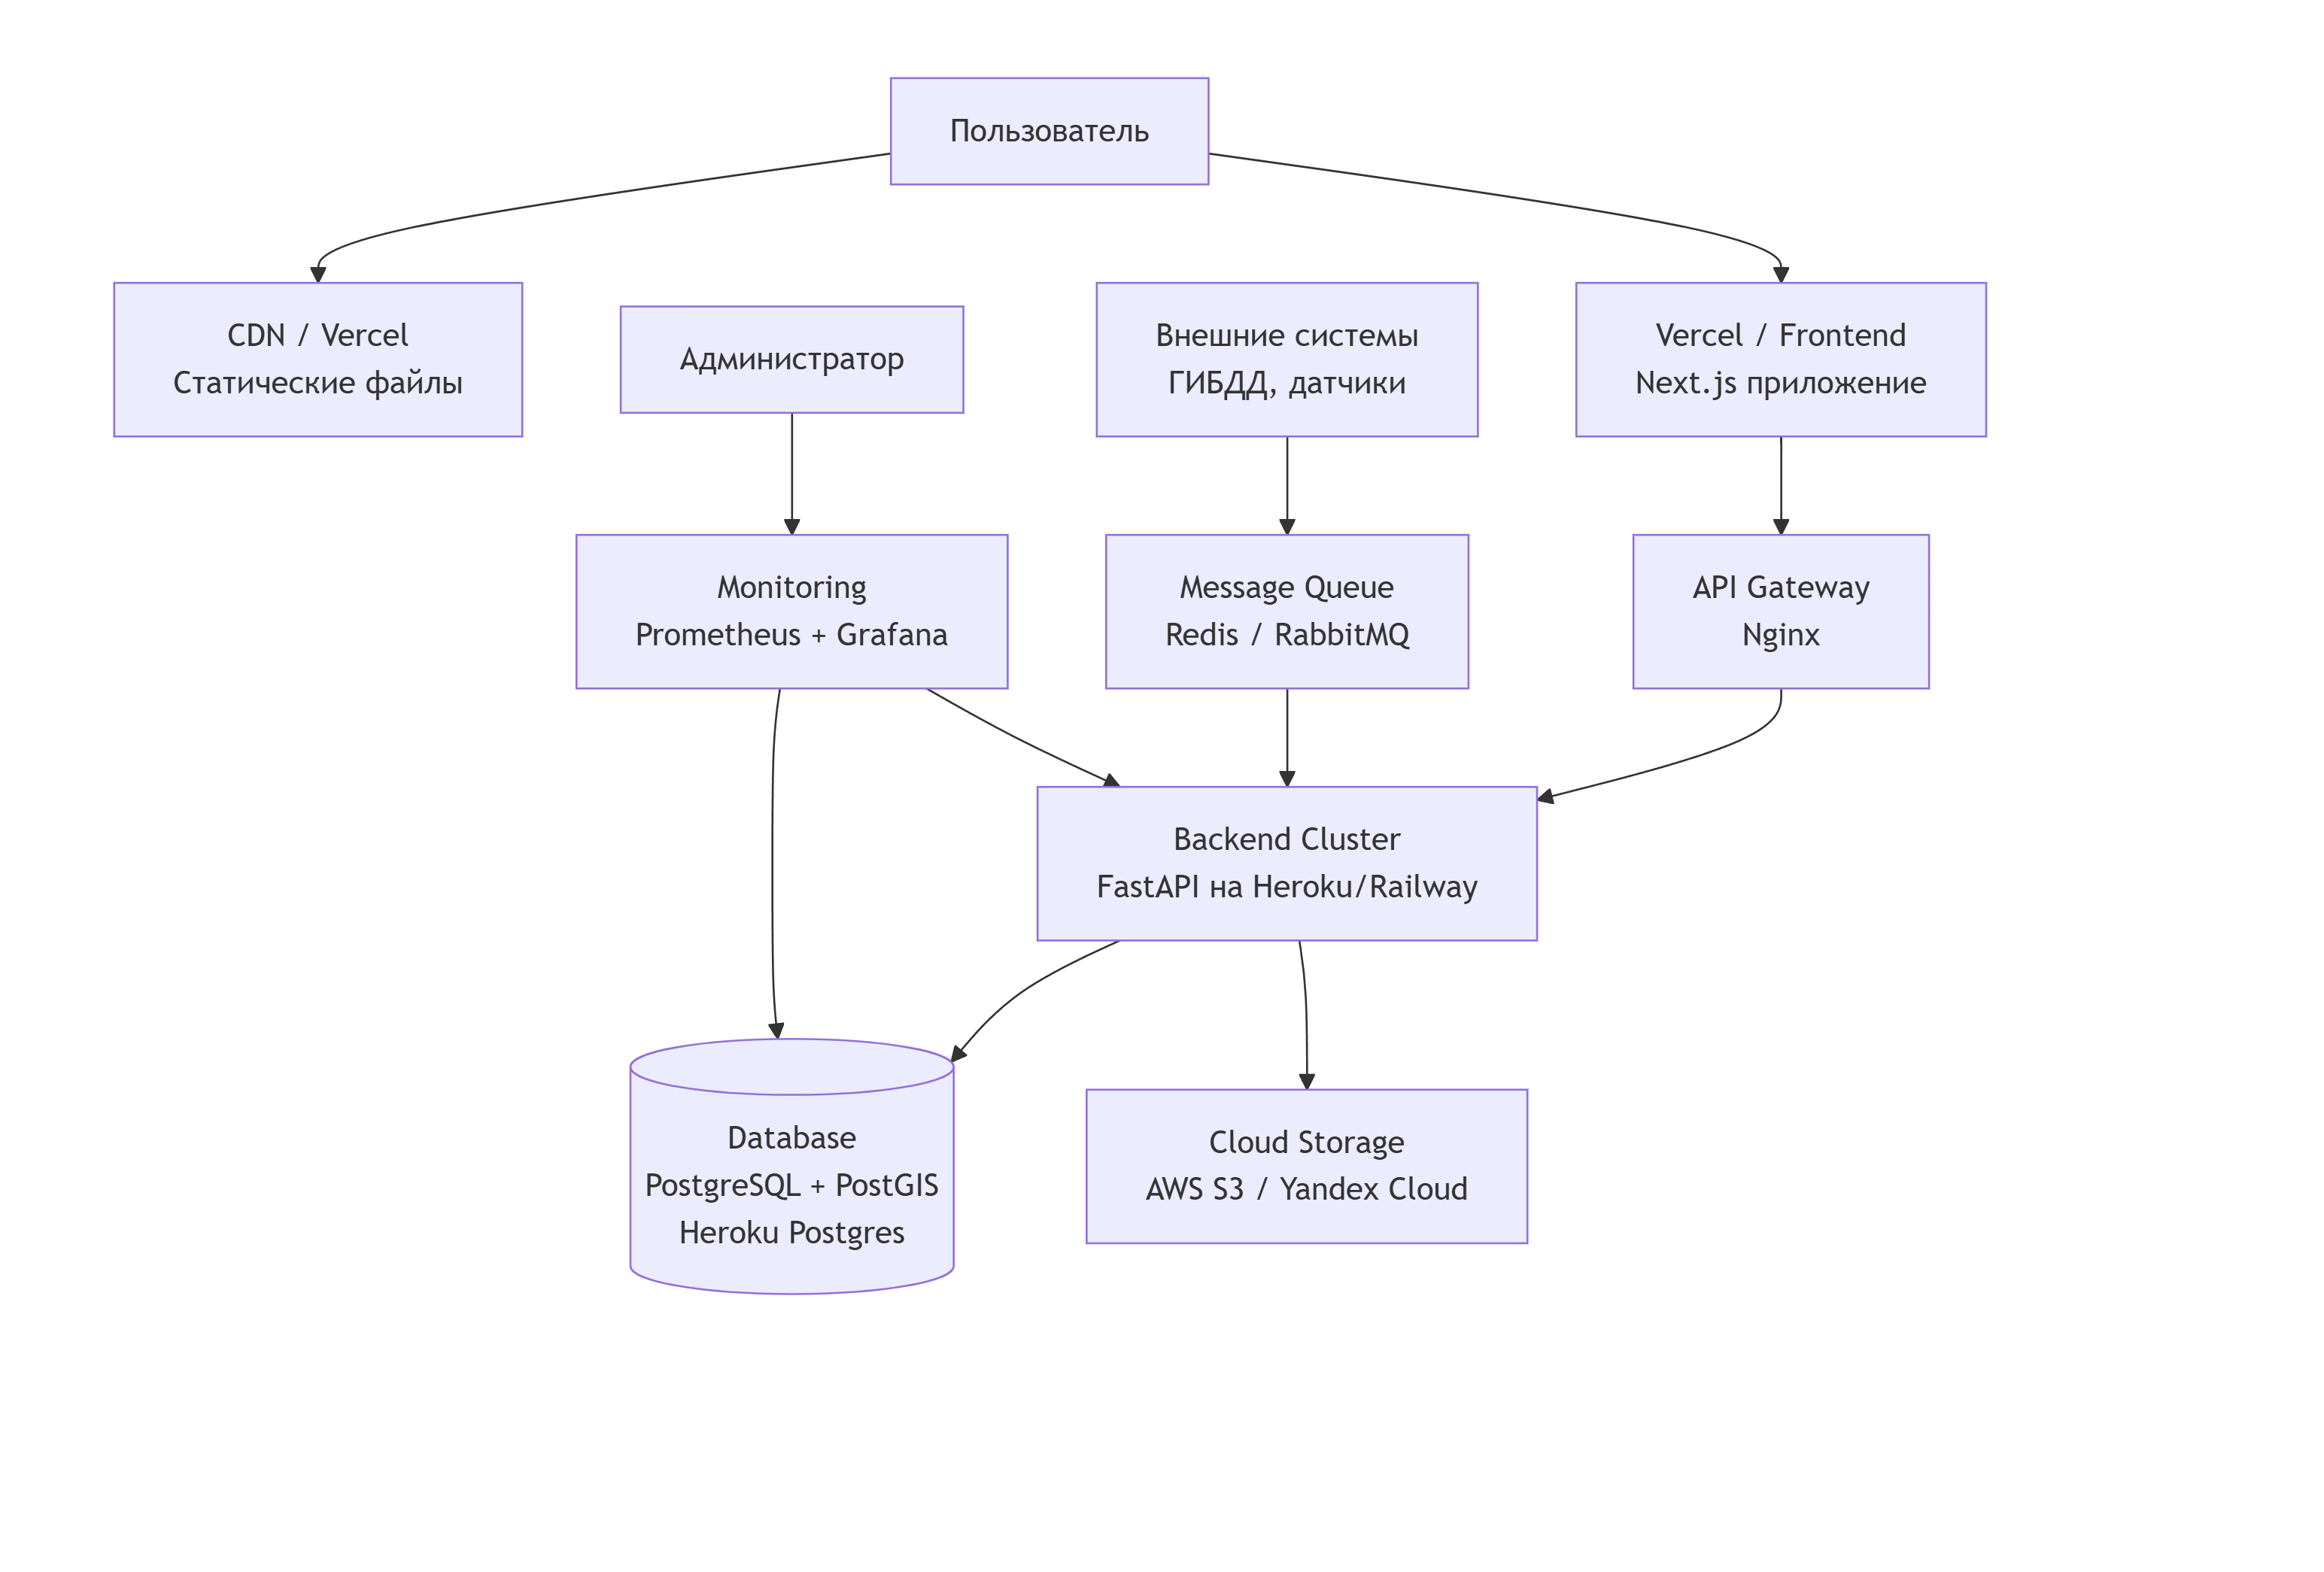 Пользователь
CDN / Vercel
Статические файлы
Администратор
Внешние системы
ГИБДД, датчики
Vercel / Frontend
Next.js приложение
Monitoring
Prometheus + Grafana
Message Queue
Redis / RabbitMQ
API Gateway
Nginx
Backend Cluster
FastAPI на Heroku/Railway
Database
PostgreSQL + PostGIS
Heroku Postgres
Cloud Storage
AWS S3 / Yandex Cloud